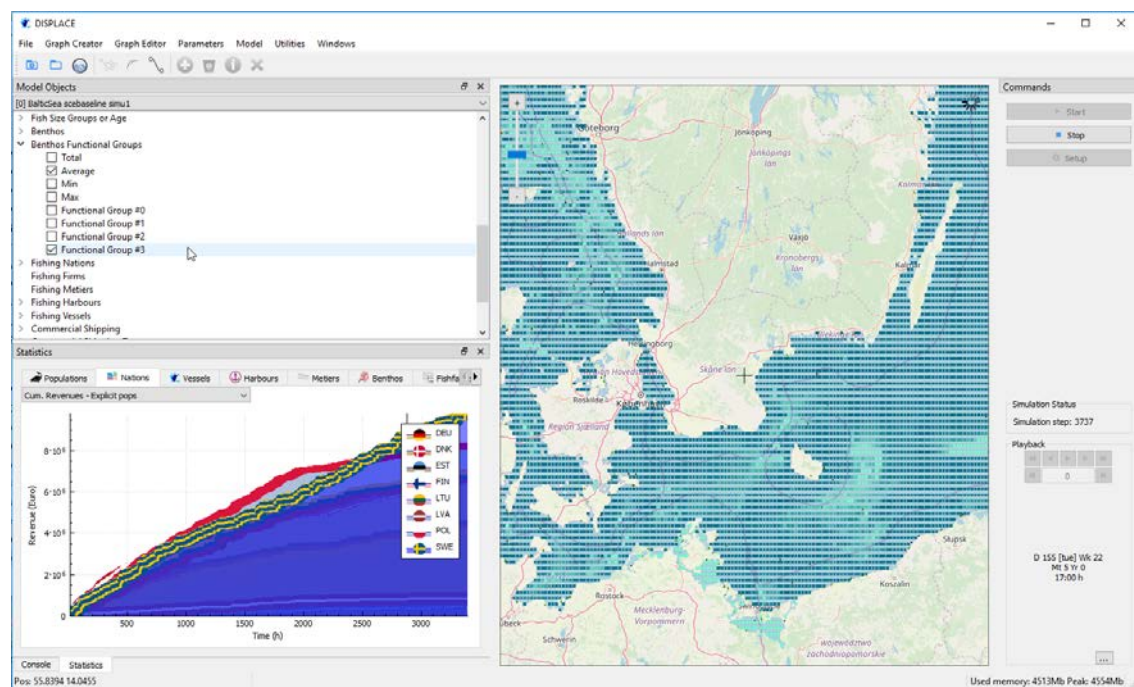 DISPLACE
File Graph Creator Graph Editor Parameters Model Utilities Windows
Model Objects
[0] BalticSea scebaseline simu1
Fish Size Groups or Age
Benthos
Benthos Functional Groups
Total
Average
Min
Max
Functional Group #0
Functional Group #1
Functional Group #2
Functional Group #3
Fishing Nations
Fishing Firms
Fishing Metiers
Fishing Harbours
Fishing Vessels
Commercial Shipping
Statistics
Populations Nations Vessels Harbours Metiers Benthos Fishfa
Cum. Revenues - Explicit pops
Revenue (Euro)
8·10⁶
6·10⁶
4·10⁶
2·10⁶
0
500 1000 1500 2000 2500 3000
Time (h)
DEU
DNK
EST
FIN
LTU
LVA
POL
SWE
Console Statistics
Pos: 55.8394 14.0455
Göteborg
Jönköping
Jönköpings
län
Hallands län
Växjö
Kronobergs
län
Kalmar
Halmstad
Helsingborg
Skåne län
Roskilde
København
Region Sjælland
Rostock
Mecklenburg-
Vorpommern
Schwerin
Słupsk
Koszalin
województwo
zachodniopomorskie
Commands
Start
Stop
Setup
Simulation Status
Simulation step: 3737
Playback
0
D 155 [tue] Wk 22
Mt 5 Yr 0
17:00 h
...
Used memory: 4513Mb Peak: 4554Mb